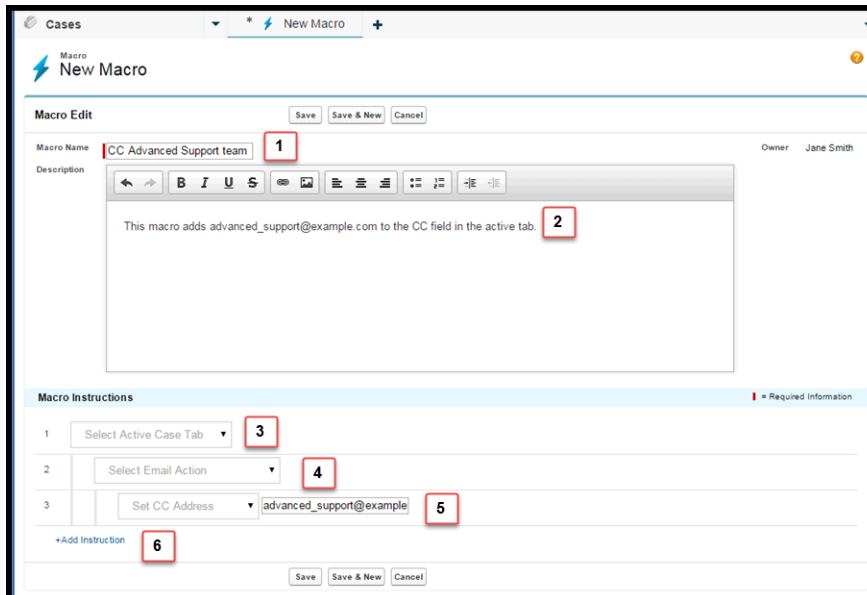 Cases
* New Macro +
Macro
New Macro
?
Macro Edit Save Save & New Cancel
Macro Name CC Advanced Support team 1 Owner Jane Smith
Description
B I U S
This macro adds advanced_support@example.com to the CC field in the active tab. 2
Macro Instructions = Required Information
1 Select Active Case Tab 3
2 Select Email Action 4
3 Set CC Address advanced_support@example 5
+Add Instruction 6
Save Save & New Cancel